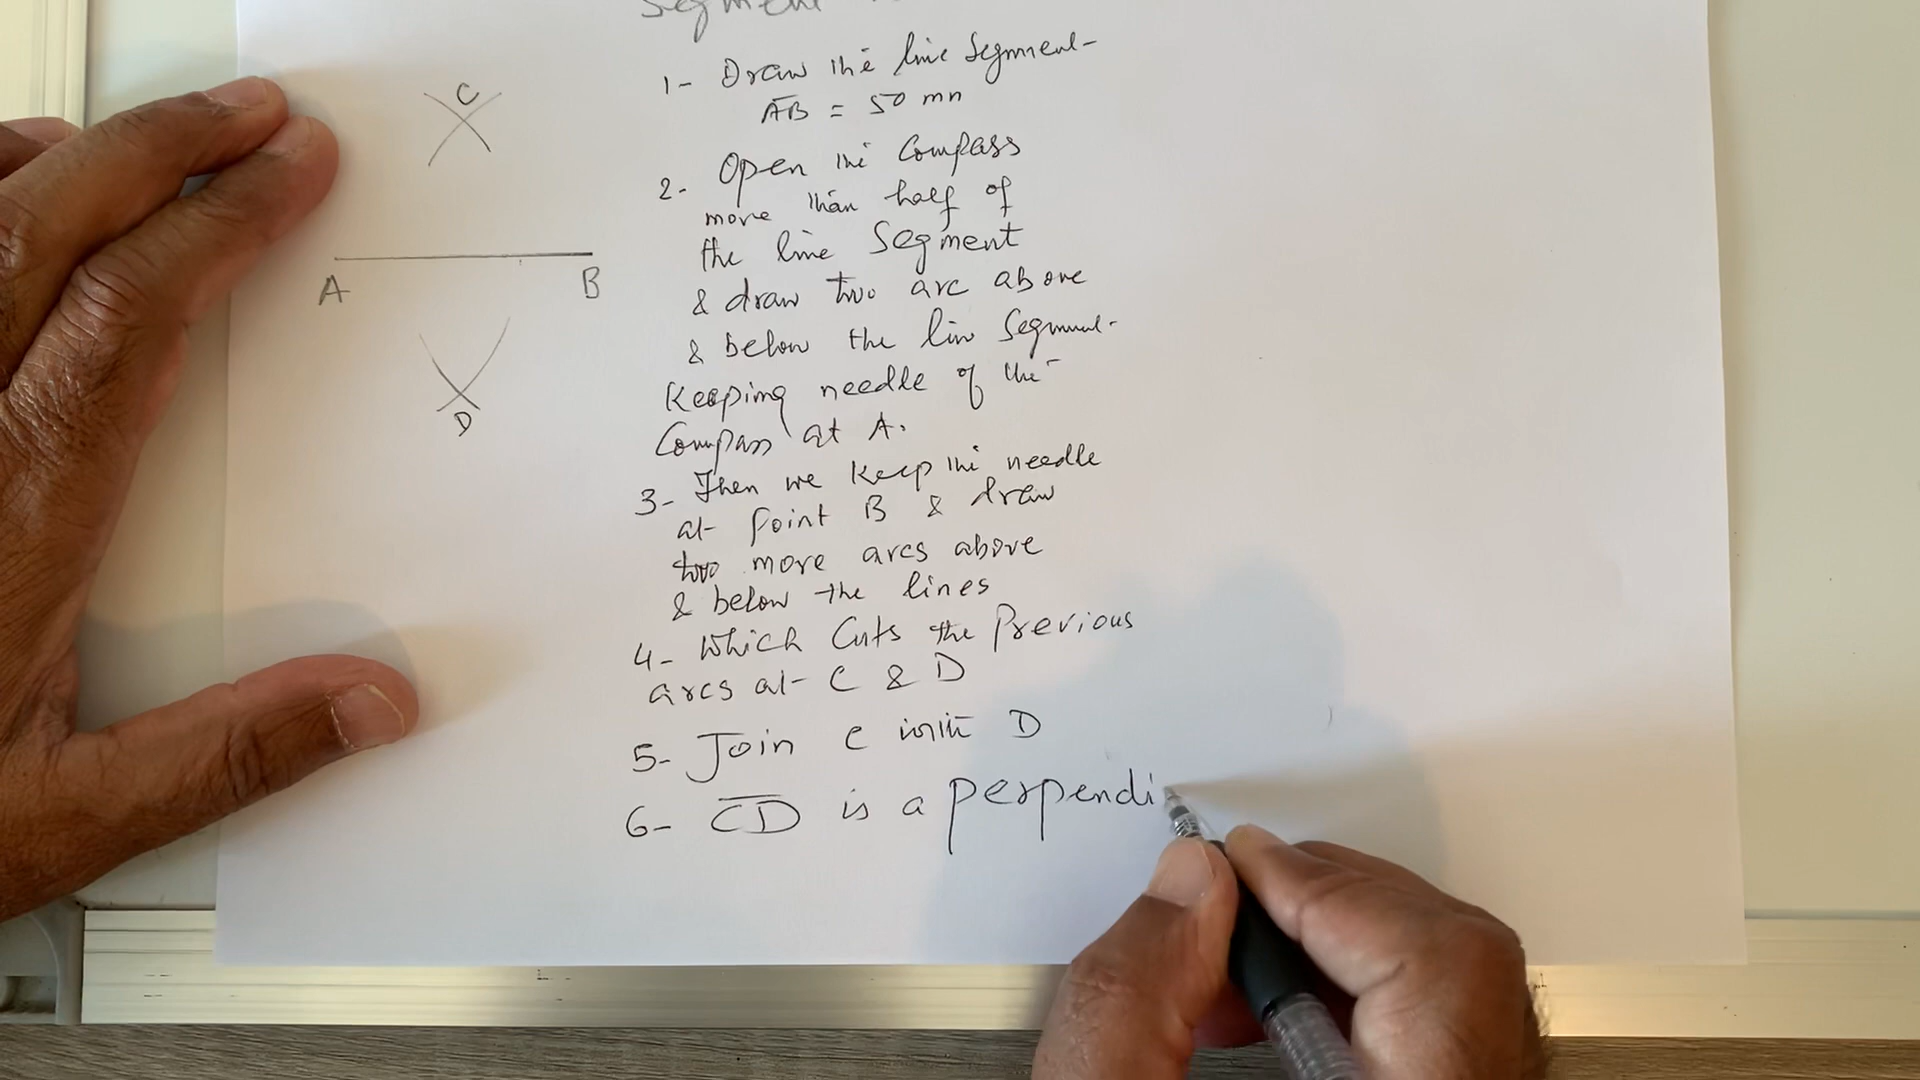 Segment
C
A
B
D
1- Draw the line Segment
AB = 50 mn
2- Open the Compass
more than half of
the line Segment
& draw two arc above
& below the lin Segment
Keeping needle of the
Compass at A.
3- Then we Keep the needle
at point B & draw
two more arcs above
& below the lines
4- Which Cuts the Previous
arcs at C & D
5- Join C with D
6- CD is a perpendi